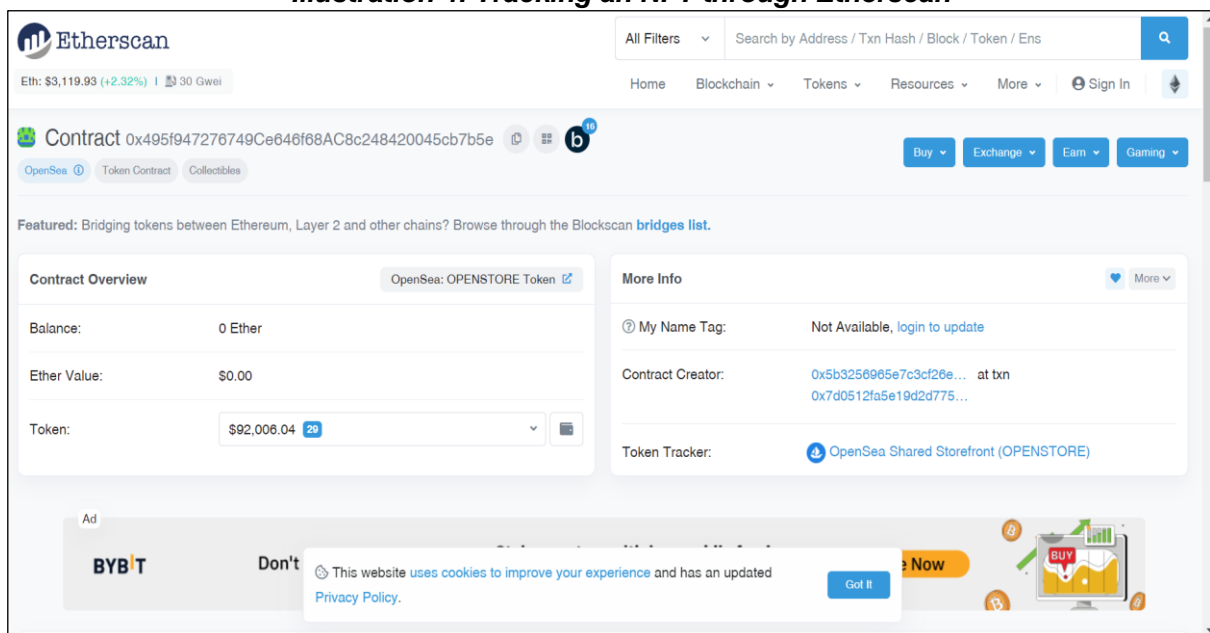 Etherscan
All Filters
Search by Address / Txn Hash / Block / Token / Ens
Eth: $3,119.93 (+2.32%) | 30 Gwei
Home Blockchain Tokens Resources More Sign In
Contract 0x495f947276749Ce646f68AC8c248420045cb7b5e
b 16
Buy Exchange Earn Gaming
OpenSea Token Contract Collectibles
Featured: Bridging tokens between Ethereum, Layer 2 and other chains? Browse through the Blockscan bridges list.
Contract Overview
OpenSea: OPENSTORE Token
Balance: 0 Ether
Ether Value: $0.00
Token: $92,006.04 29
More Info
More
My Name Tag: Not Available, login to update
Contract Creator: 0x5b3256965e7c3cf26e... at txn
0x7d0512fa5e19d2d775...
Token Tracker: OpenSea Shared Storefront (OPENSTORE)
Ad
BYBIT
Don't
Now
BUY
This website uses cookies to improve your experience and has an updated
Privacy Policy.
Got It